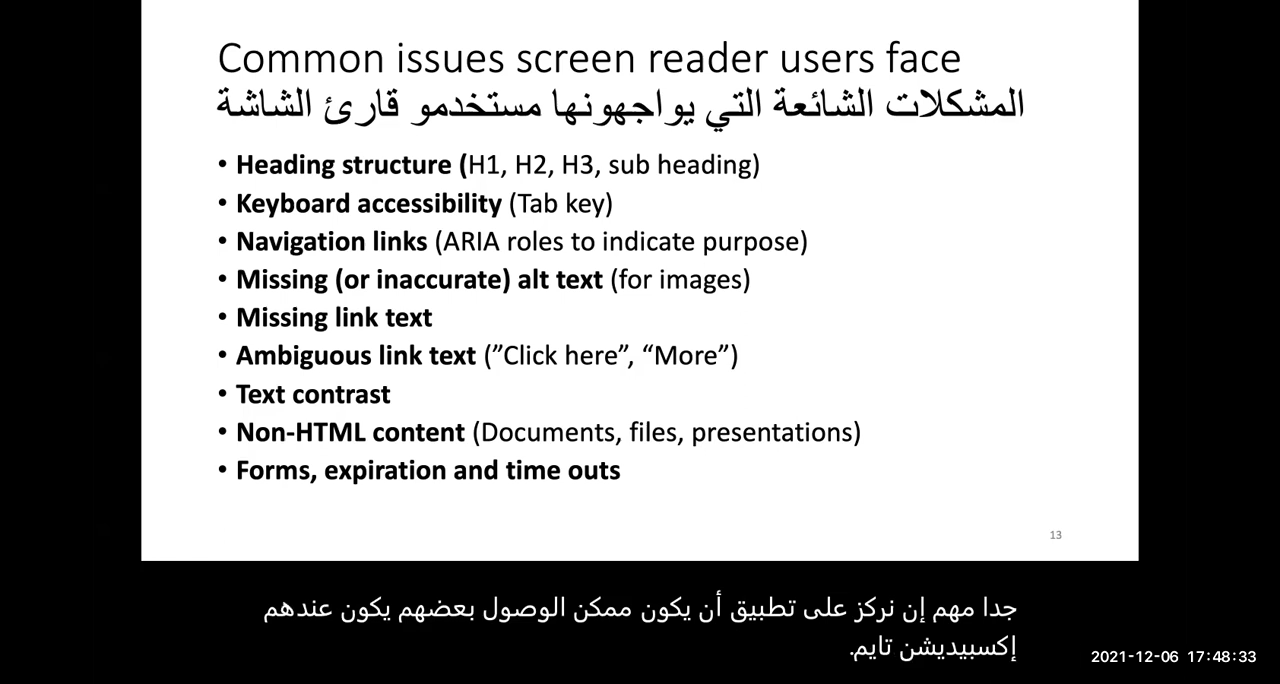 Common issues screen reader users face
المشكلات الشائعة التي يواجهونها مستخدمو قارئ الشاشة
• Heading structure (H1, H2, H3, sub heading)
• Keyboard accessibility (Tab key)
• Navigation links (ARIA roles to indicate purpose)
• Missing (or inaccurate) alt text (for images)
• Missing link text
• Ambiguous link text (”Click here”, “More”)
• Text contrast
• Non-HTML content (Documents, files, presentations)
• Forms, expiration and time outs
13
جدا مهم إن نركز على تطبيق أن يكون ممكن الوصول بعضهم يكون عندهم
إكسبيديشن تايم.
2021-12-06 17:48:33